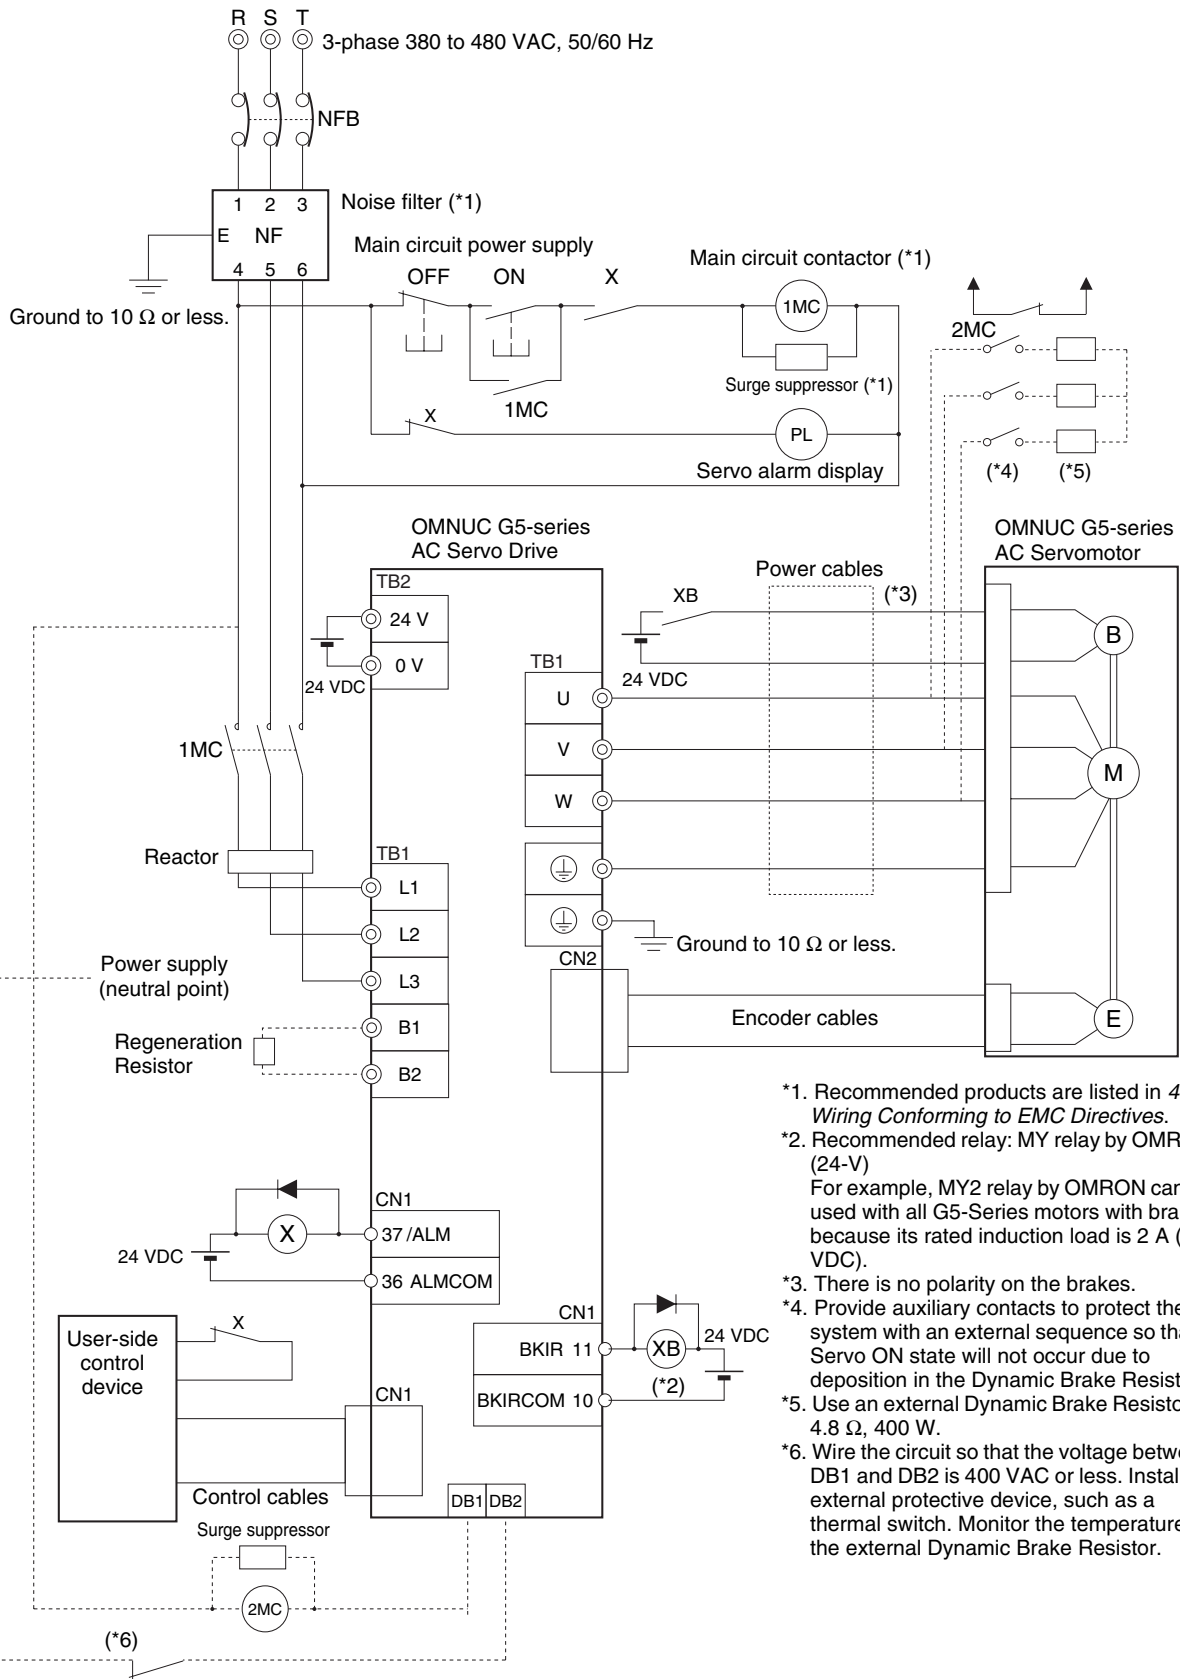 R S T
3-phase 380 to 480 VAC, 50/60 Hz
NFB
1 2 3
Noise filter (*1)
E NF
4 5 6
Ground to 10 Ω or less.
Main circuit power supply
OFF ON X
Main circuit contactor (*1)
1MC
Surge suppressor (*1)
1MC
X
PL
Servo alarm display
2MC
(*4) (*5)
OMNUC G5-series
AC Servo Drive
OMNUC G5-series
AC Servomotor
TB2
24 V
0 V
24 VDC
Power cables
(*3)
XB
24 VDC
B
TB1
U
V
W
M
1MC
Reactor
TB1
L1
L2
L3
B1
B2
Ground to 10 Ω or less.
CN2
Encoder cables
E
Power supply
(neutral point)
Regeneration
Resistor
CN1
X
37 /ALM
24 VDC
36 ALMCOM
User-side
control
device
X
CN1
Control cables
CN1
BKIR 11
BKIRCOM 10
XB
24 VDC
(*2)
DB1 DB2
Surge suppressor
2MC
(*6)
*1. Recommended products are listed in 4
Wiring Conforming to EMC Directives.
*2. Recommended relay: MY relay by OMR
(24-V)
For example, MY2 relay by OMRON can
used with all G5-Series motors with bra
because its rated induction load is 2 A (
VDC).
*3. There is no polarity on the brakes.
*4. Provide auxiliary contacts to protect the
system with an external sequence so tha
Servo ON state will not occur due to
deposition in the Dynamic Brake Resist
*5. Use an external Dynamic Brake Resisto
4.8 Ω, 400 W.
*6. Wire the circuit so that the voltage betwe
DB1 and DB2 is 400 VAC or less. Instal
external protective device, such as a
thermal switch. Monitor the temperature
the external Dynamic Brake Resistor.